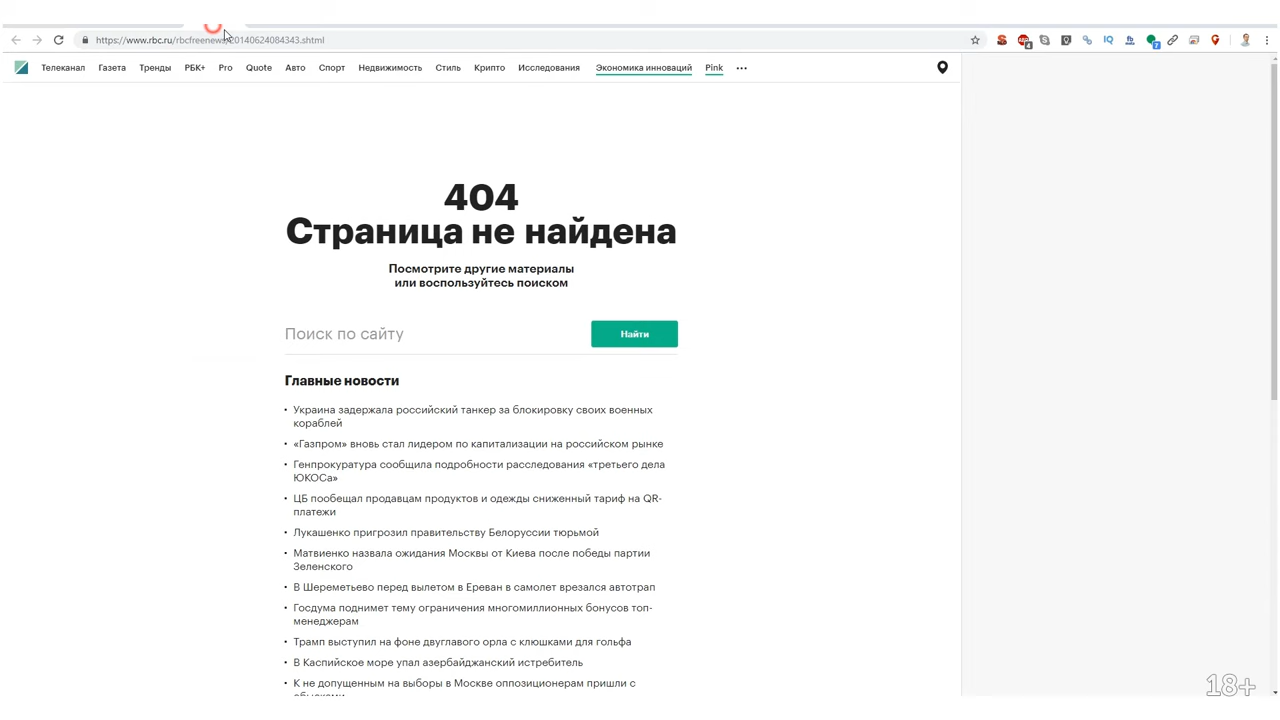 https://www.rbc.ru/rbcfreenews/20140624084343.shtml
Телеканал Газета Тренды РБК+ Pro Quote Авто Спорт Недвижимость Стиль Крипто Исследования Экономика инноваций Pink
404
Страница не найдена
Посмотрите другие материалы
или воспользуйтесь поиском
Поиск по сайту Найти
Главные новости
• Украина задержала российский танкер за блокировку своих военных
кораблей
• «Газпром» вновь стал лидером по капитализации на российском рынке
• Генпрокуратура сообщила подробности расследования «третьего дела
ЮКОСа»
• ЦБ пообещал продавцам продуктов и одежды сниженный тариф на QR-
платежи
• Лукашенко пригрозил правительству Белоруссии тюрьмой
• Матвиенко назвала ожидания Москвы от Киева после победы партии
Зеленского
• В Шереметьево перед вылетом в Ереван в самолет врезался автотрап
• Госдума поднимет тему ограничения многомиллионных бонусов топ-
менеджерам
• Трамп выступил на фоне двуглавого орла с клюшками для гольфа
• В Каспийское море упал азербайджанский истребитель
• К не допущенным на выборы в Москве оппозиционерам пришли с
18+